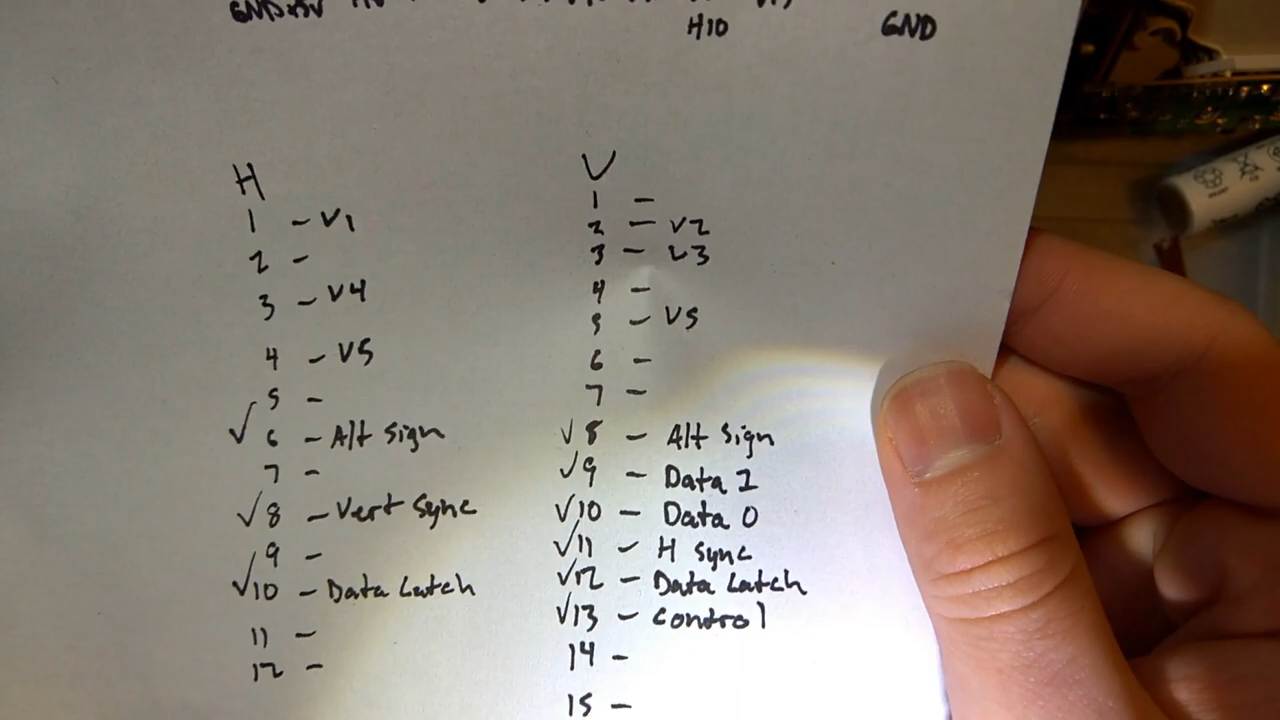 GND
H10 GND
H
1 - V1
2 -
3 - V4
4 - V5
5 -
√ 6 - Alt Sign
7 -
√8 - Vert Sync
9 -
√10 - Data Latch
11 -
12 -
V
1 -
2 - V2
3 - V3
4 -
5 - V5
6 -
7 -
√8 - Alt Sign
√9 - Data 1
√10 - Data 0
√11 - H Sync
√12 - Data Latch
√13 - Control
14 -
15 -